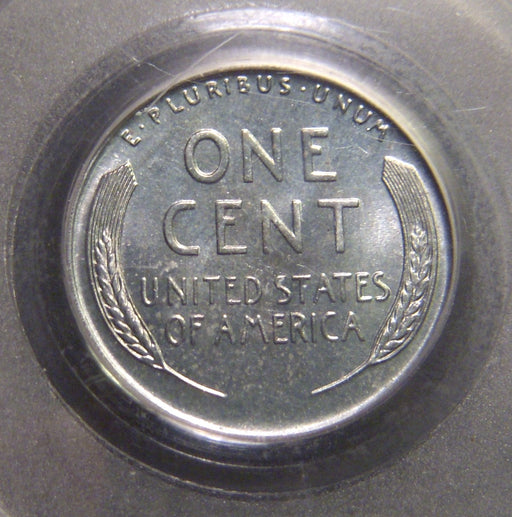 E·PLURIBUS·UNUM
ONE
CENT
UNITED STATES
OF AMERICA